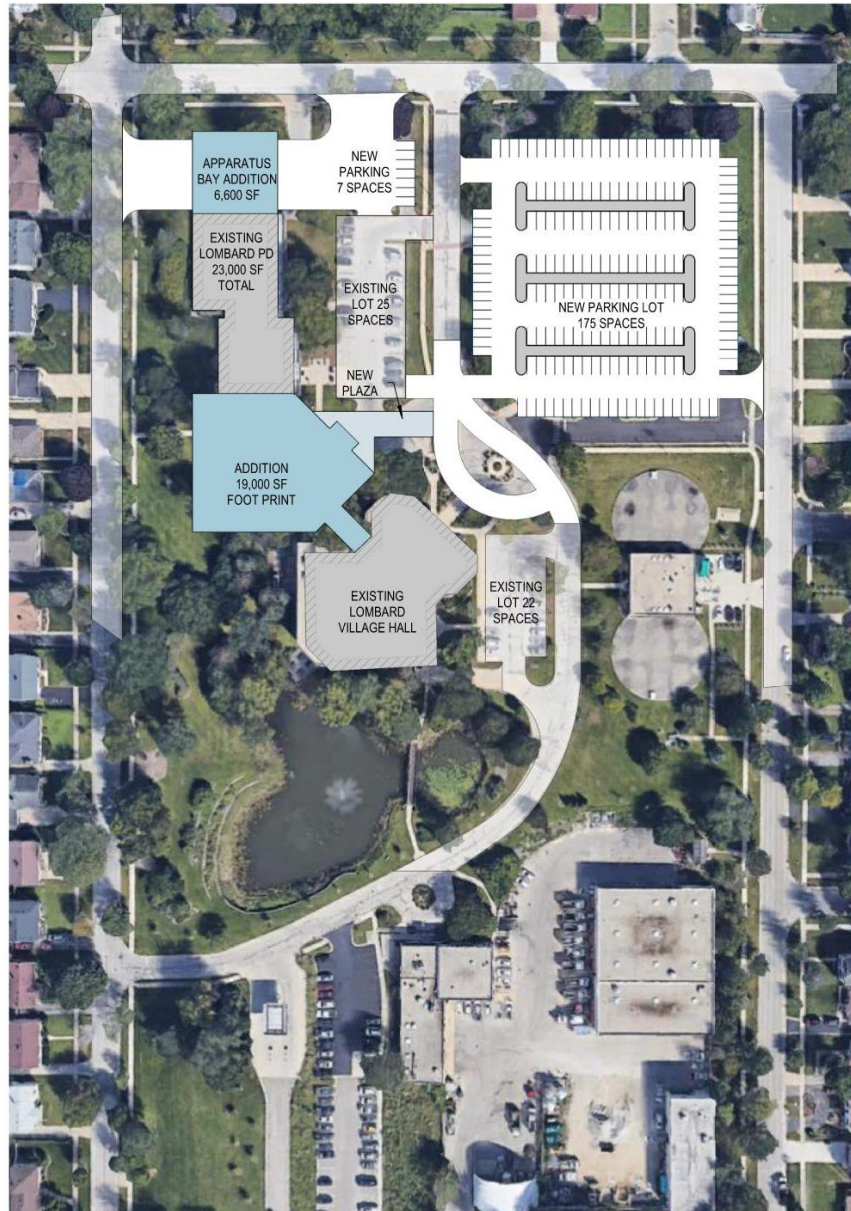 APPARATUS
BAY ADDITION
6,600 SF
NEW
PARKING
7 SPACES
EXISTING
LOMBARD PD
23,000 SF
TOTAL
EXISTING
LOT 25
SPACES
NEW PARKING LOT
175 SPACES
NEW
PLAZA
ADDITION
19,000 SF
FOOT PRINT
EXISTING
LOMBARD
VILLAGE HALL
EXISTING
LOT 22
SPACES